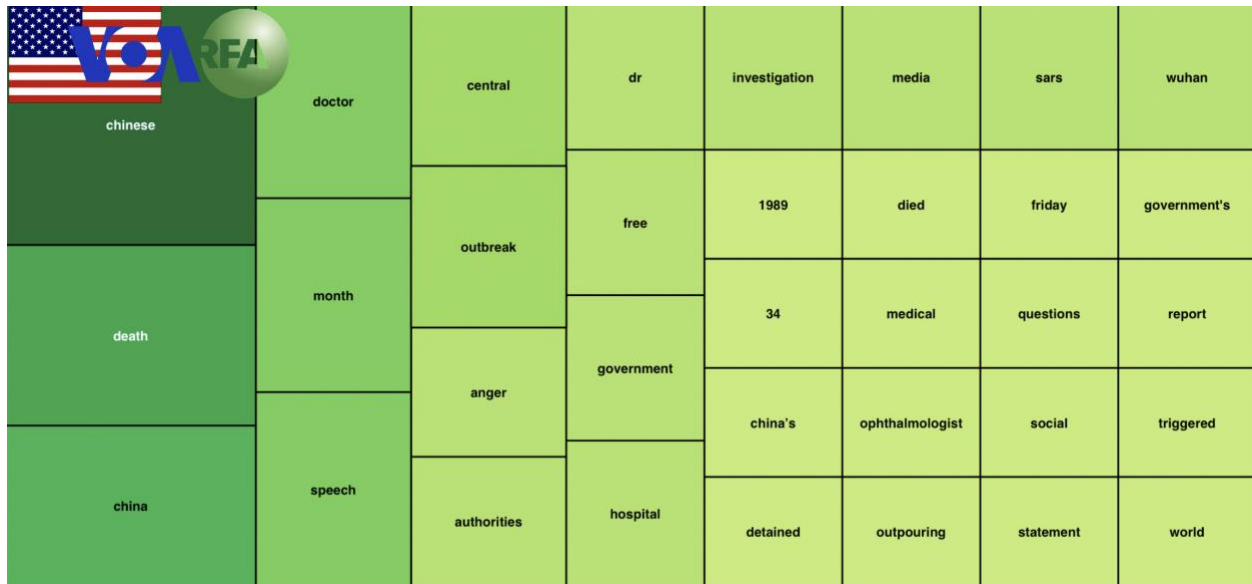 VOA RFA
chinese
death
china
doctor
month
speech
central
outbreak
anger
authorities
dr
free
government
hospital
investigation
media
sars
wuhan
1989
died
friday
government's
34
medical
questions
report
china's
ophthalmologist
social
triggered
detained
outpouring
statement
world